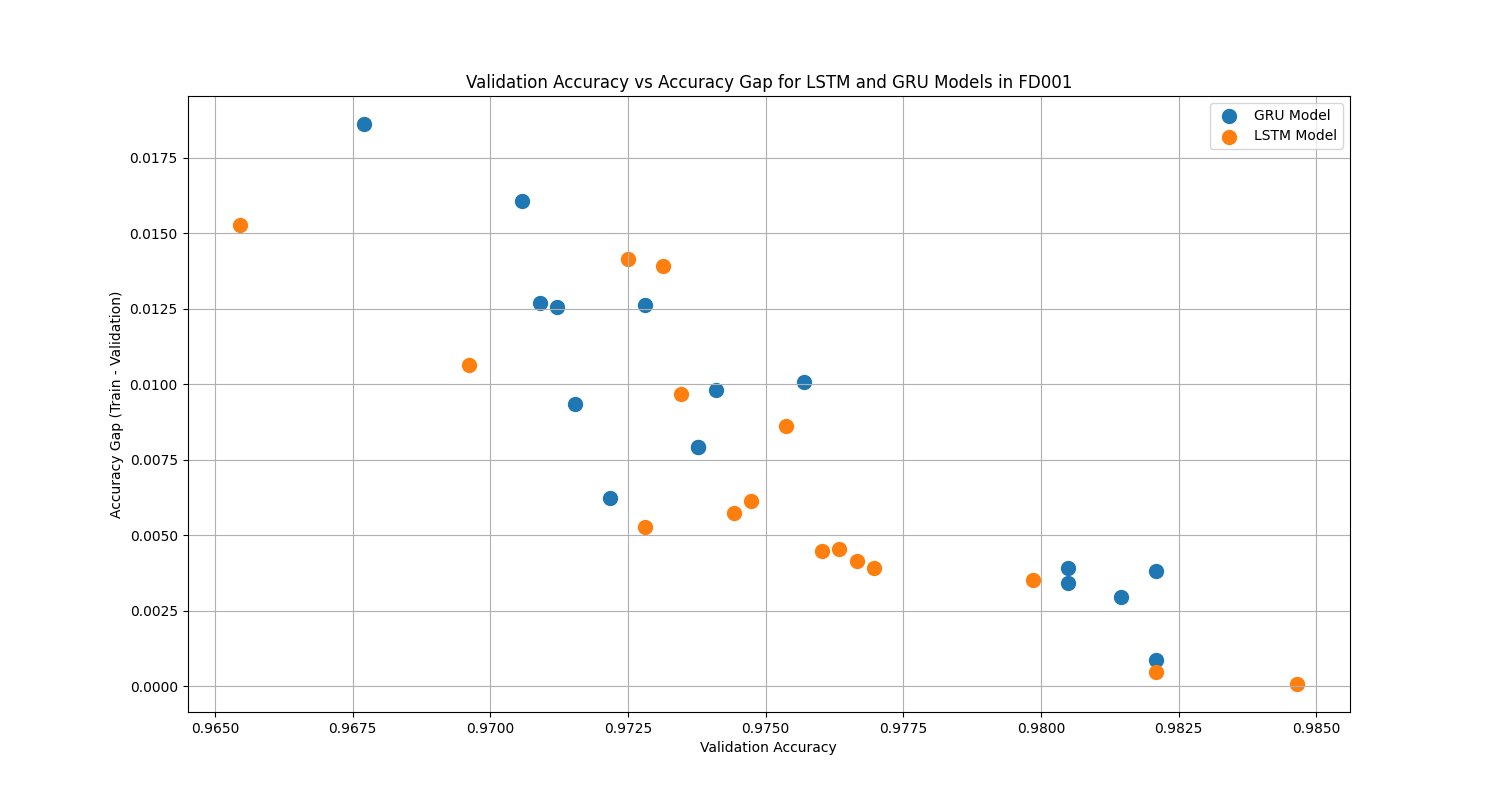 Validation Accuracy vs Accuracy Gap for LSTM and GRU Models in FD001
GRU Model
LSTM Model
Accuracy Gap (Train - Validation)
0.0175
0.0150
0.0125
0.0100
0.0075
0.0050
0.0025
0.0000
0.9650 0.9675 0.9700 0.9725 0.9750 0.9775 0.9800 0.9825 0.9850
Validation Accuracy